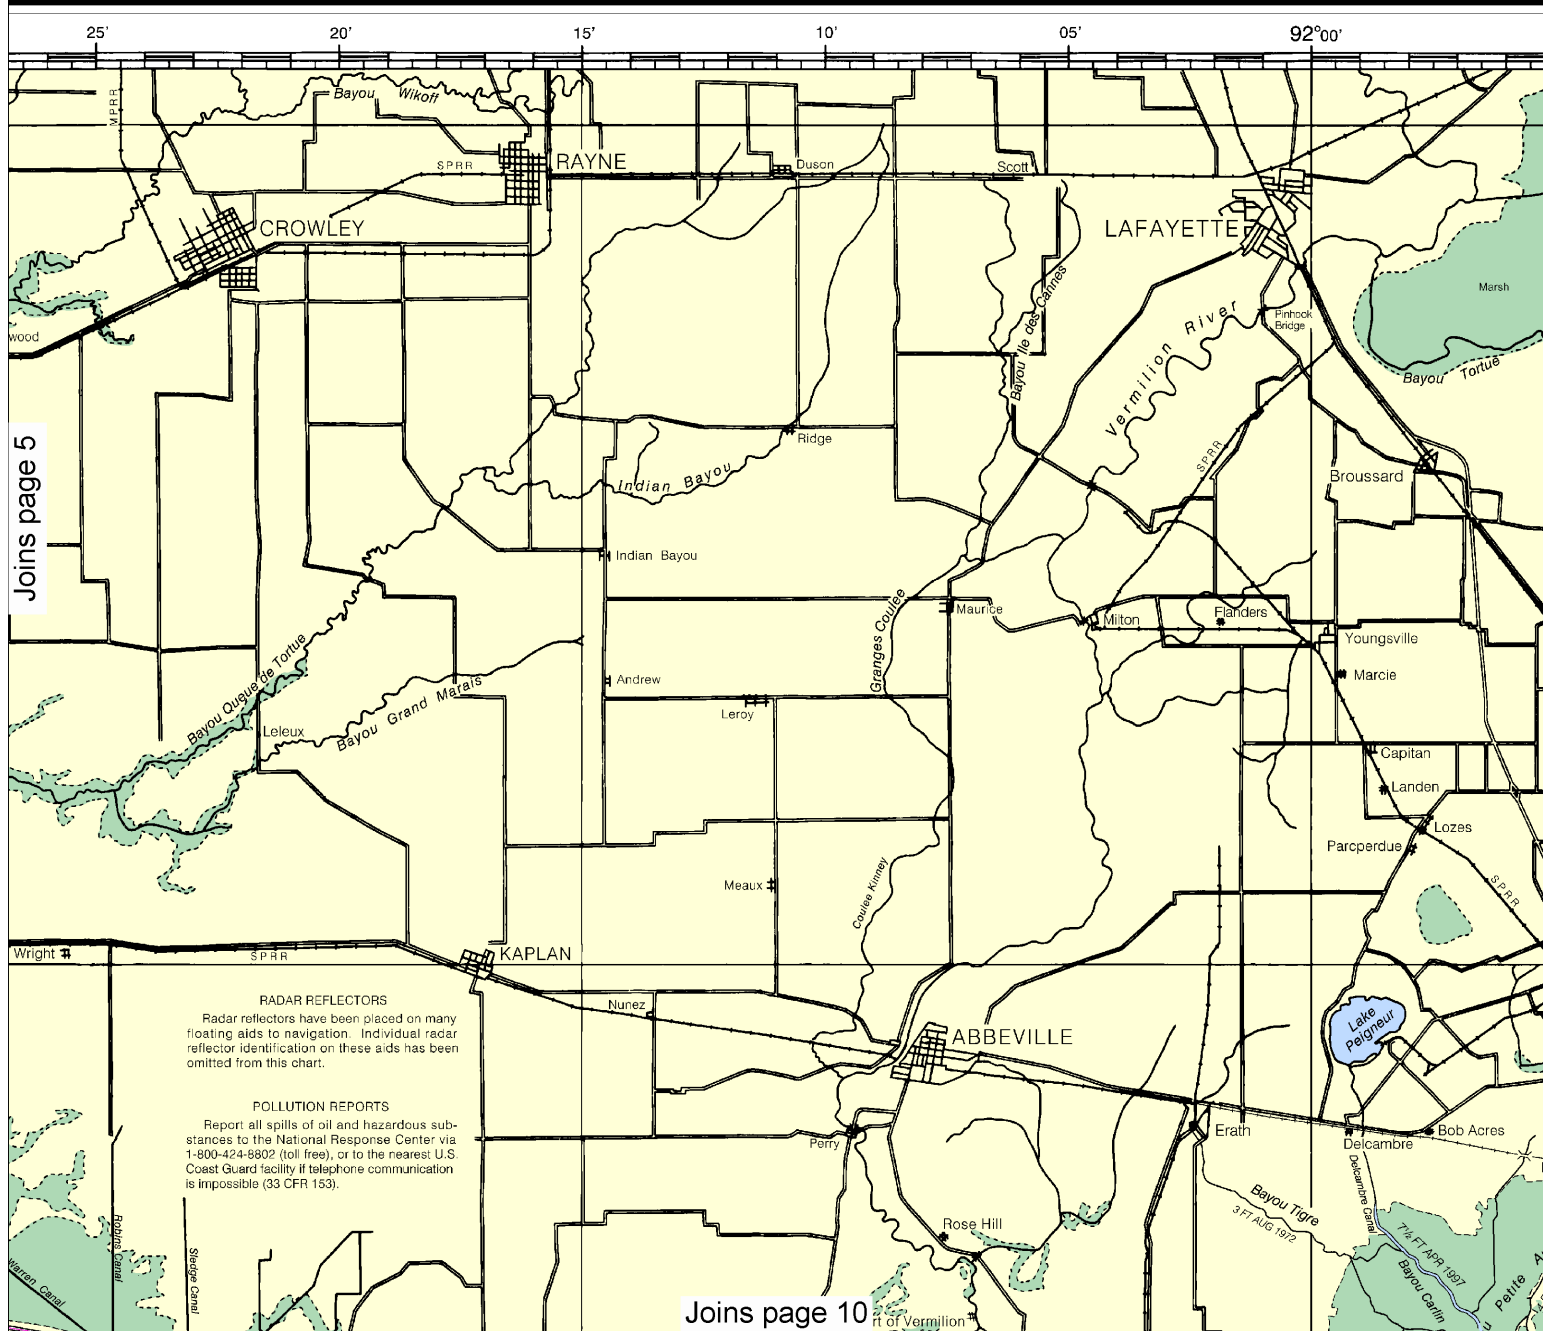 25' 20' 15' 10' 05' 92°00'
MPRR
Bayou Wikoff
SPRR
RAYNE
Duson
Scott
CROWLEY
LAFAYETTE
Marsh
wood
Bayou Ile des Cannes
Vermilion River
Pinhook
Bridge
Bayou Tortue
Joins page 5
Ridge
SPRR
Indian Bayou
Broussard
Indian Bayou
Granges Coulee
Maurice
Milton
Flanders
Youngsville
Bayou Queue de Tortue
Andrew
Marcie
Bayou Grand Marais
Leroy
Leleux
Capitan
Landen
Lozes
Parcperdue
Meaux
Coulee Kinney
SPRR
Wright
SPRR
KAPLAN
RADAR REFLECTORS
Radar reflectors have been placed on many
floating aids to navigation. Individual radar
reflector identification on these aids has been
omitted from this chart.
Nunez
ABBEVILLE
Lake
Peigneur
POLLUTION REPORTS
Report all spills of oil and hazardous sub-
stances to the National Response Center via
1-800-424-8802 (toll free), or to the nearest U.S.
Coast Guard facility if telephone communication
is impossible (33 CFR 153).
Perry
Erath
Delcambre
Bob Acres
Delcambre Canal
Bayou Tigre
3 FT AUG 1972
Rose Hill
Robins Canal
Sledge Canal
Warren Canal
7½ FT APR 1997
Bayou Carlin
Petite
Joins page 10
rt of Vermilion